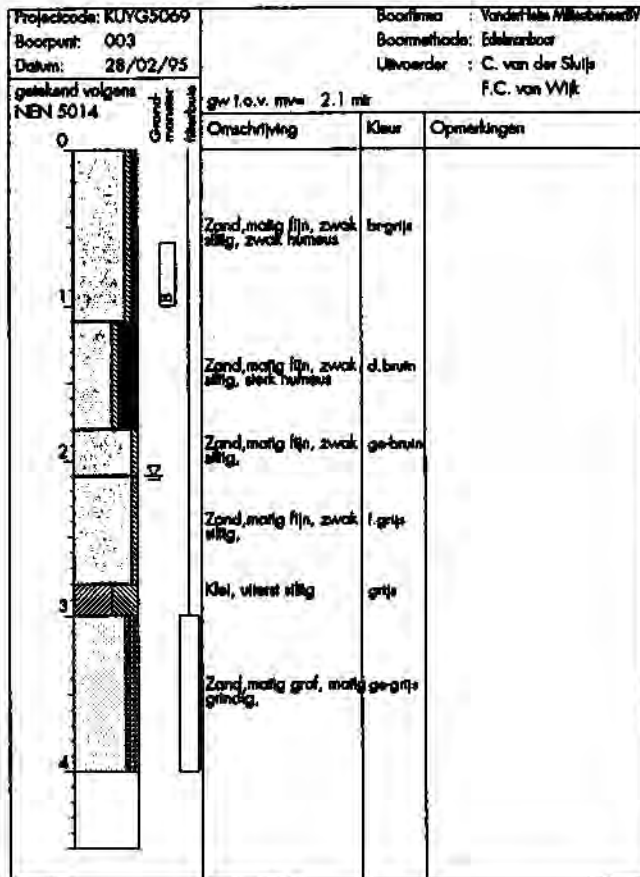 Projectcode: KUYG5069
Boorpunt: 003
Datum: 28/02/95
getekend volgens
NEN 5014
Grond-
monster
filterbuis
Boorfirma :
Boormethode: Edelmanboor
Uitvoerder : C. van der Sluijs
F.C. van Wijk
gw t.o.v. mv= 2.1 mtr
Omschrijving Kleur Opmerkingen
0
Zand,matig fijn, zwak br-grijs
siltig, zwak humeus
1
Zand,matig fijn, zwak d.bruin
siltig, sterk humeus
2
Zand,matig fijn, zwak ge-bruin
siltig,
Zand,matig fijn, zwak l.grijs
siltig,
Klei, uiterst siltig grijs
3
Zand,matig grof, matig ge-grijs
grindig,
4